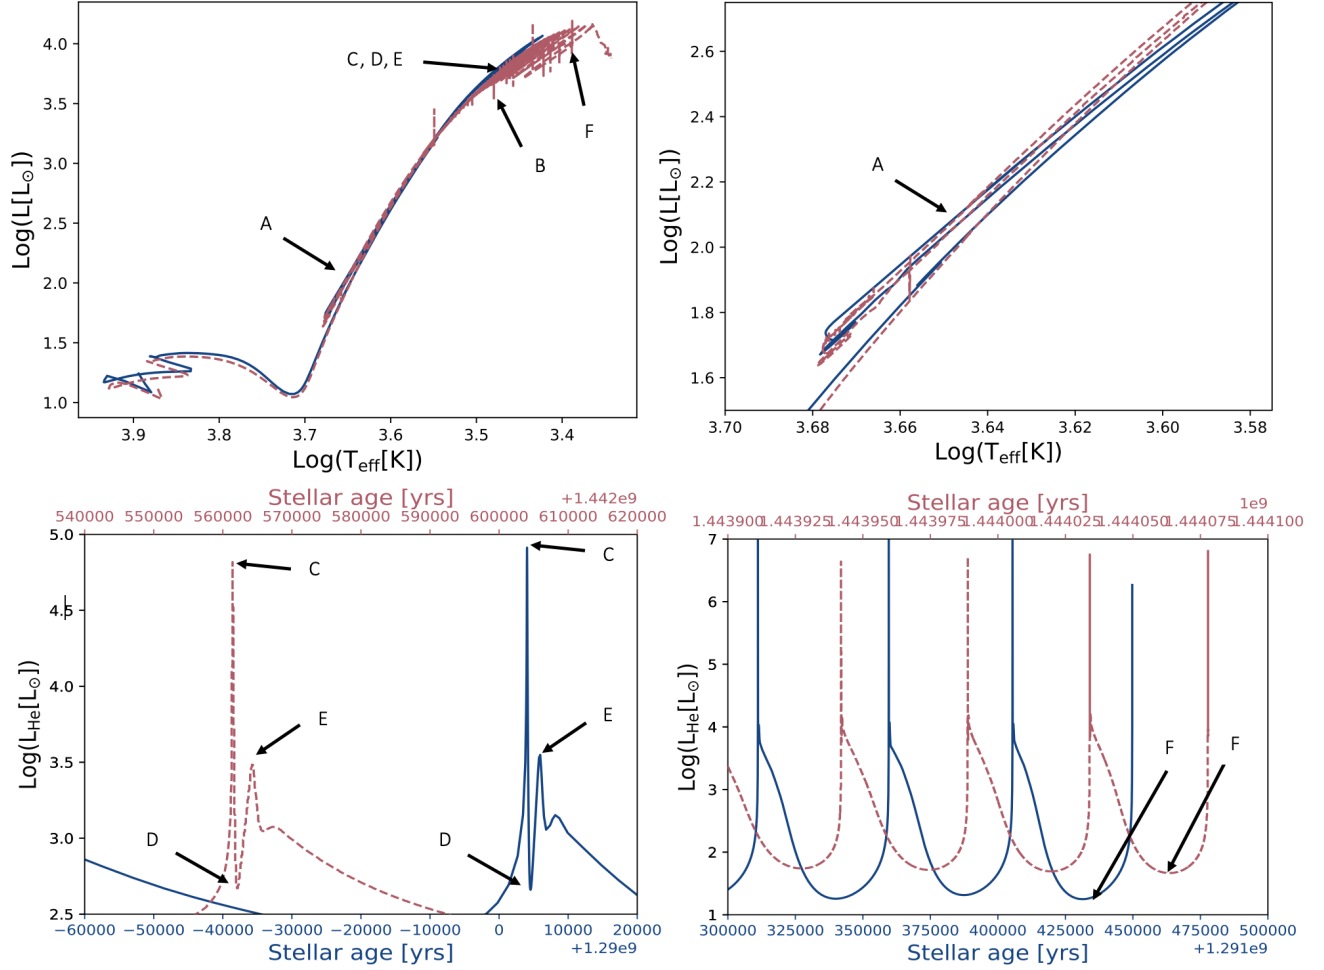 4.0
3.5
3.0
2.5
2.0
1.5
1.0
Log(L[L☉])
C, D, E
F
B
A
3.9 3.8 3.7 3.6 3.5 3.4
Log(Teff[K])
2.6
2.4
2.2
2.0
1.8
1.6
Log(L[L☉])
A
3.70 3.68 3.66 3.64 3.62 3.60 3.58
Log(Teff[K])
Stellar age [yrs]
+1.442e9
540000 550000 560000 570000 580000 590000 600000 610000 620000
5.0
4.5
4.0
3.5
3.0
2.5
Log(LHe[L☉])
C
C
E
E
D
D
−60000 −50000 −40000 −30000 −20000 −10000 0 10000 20000
Stellar age [yrs]
+1.29e9
Stellar age [yrs]
1e9
1.443900 1.443925 1.443950 1.443975 1.444000 1.444025 1.444050 1.444075 1.444100
7
6
5
4
3
2
1
Log(LHe[L☉])
F
F
300000 325000 350000 375000 400000 425000 450000 475000 500000
Stellar age [yrs]
+1.291e9